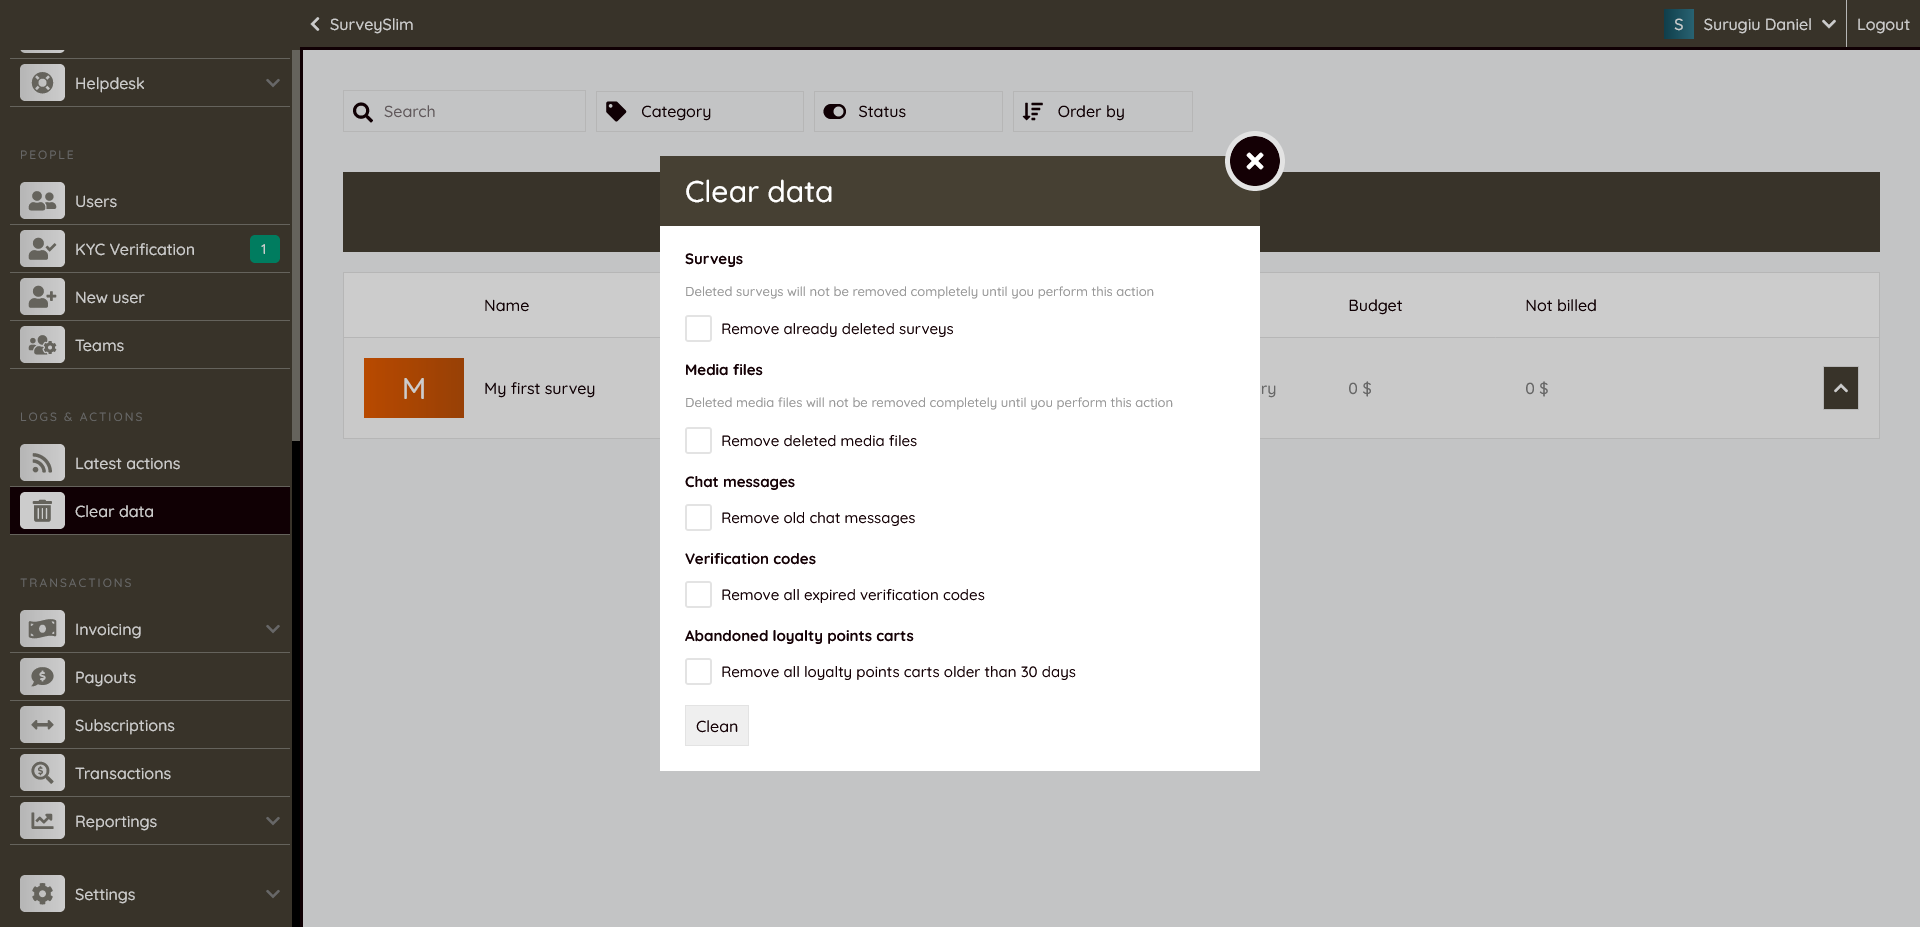 SurveySlim
S
Surugiu Daniel
Logout
Helpdesk
PEOPLE
Users
KYC Verification
1
New user
Teams
LOGS & ACTIONS
Latest actions
Clear data
TRANSACTIONS
Invoicing
Payouts
Subscriptions
Transactions
Reportings
Settings
Search
Category
Status
Order by
Name
Budget
Not billed
M
My first survey
ry
0 $
0 $
Clear data
Surveys
Deleted surveys will not be removed completely until you perform this action
Remove already deleted surveys
Media files
Deleted media files will not be removed completely until you perform this action
Remove deleted media files
Chat messages
Remove old chat messages
Verification codes
Remove all expired verification codes
Abandoned loyalty points carts
Remove all loyalty points carts older than 30 days
Clean